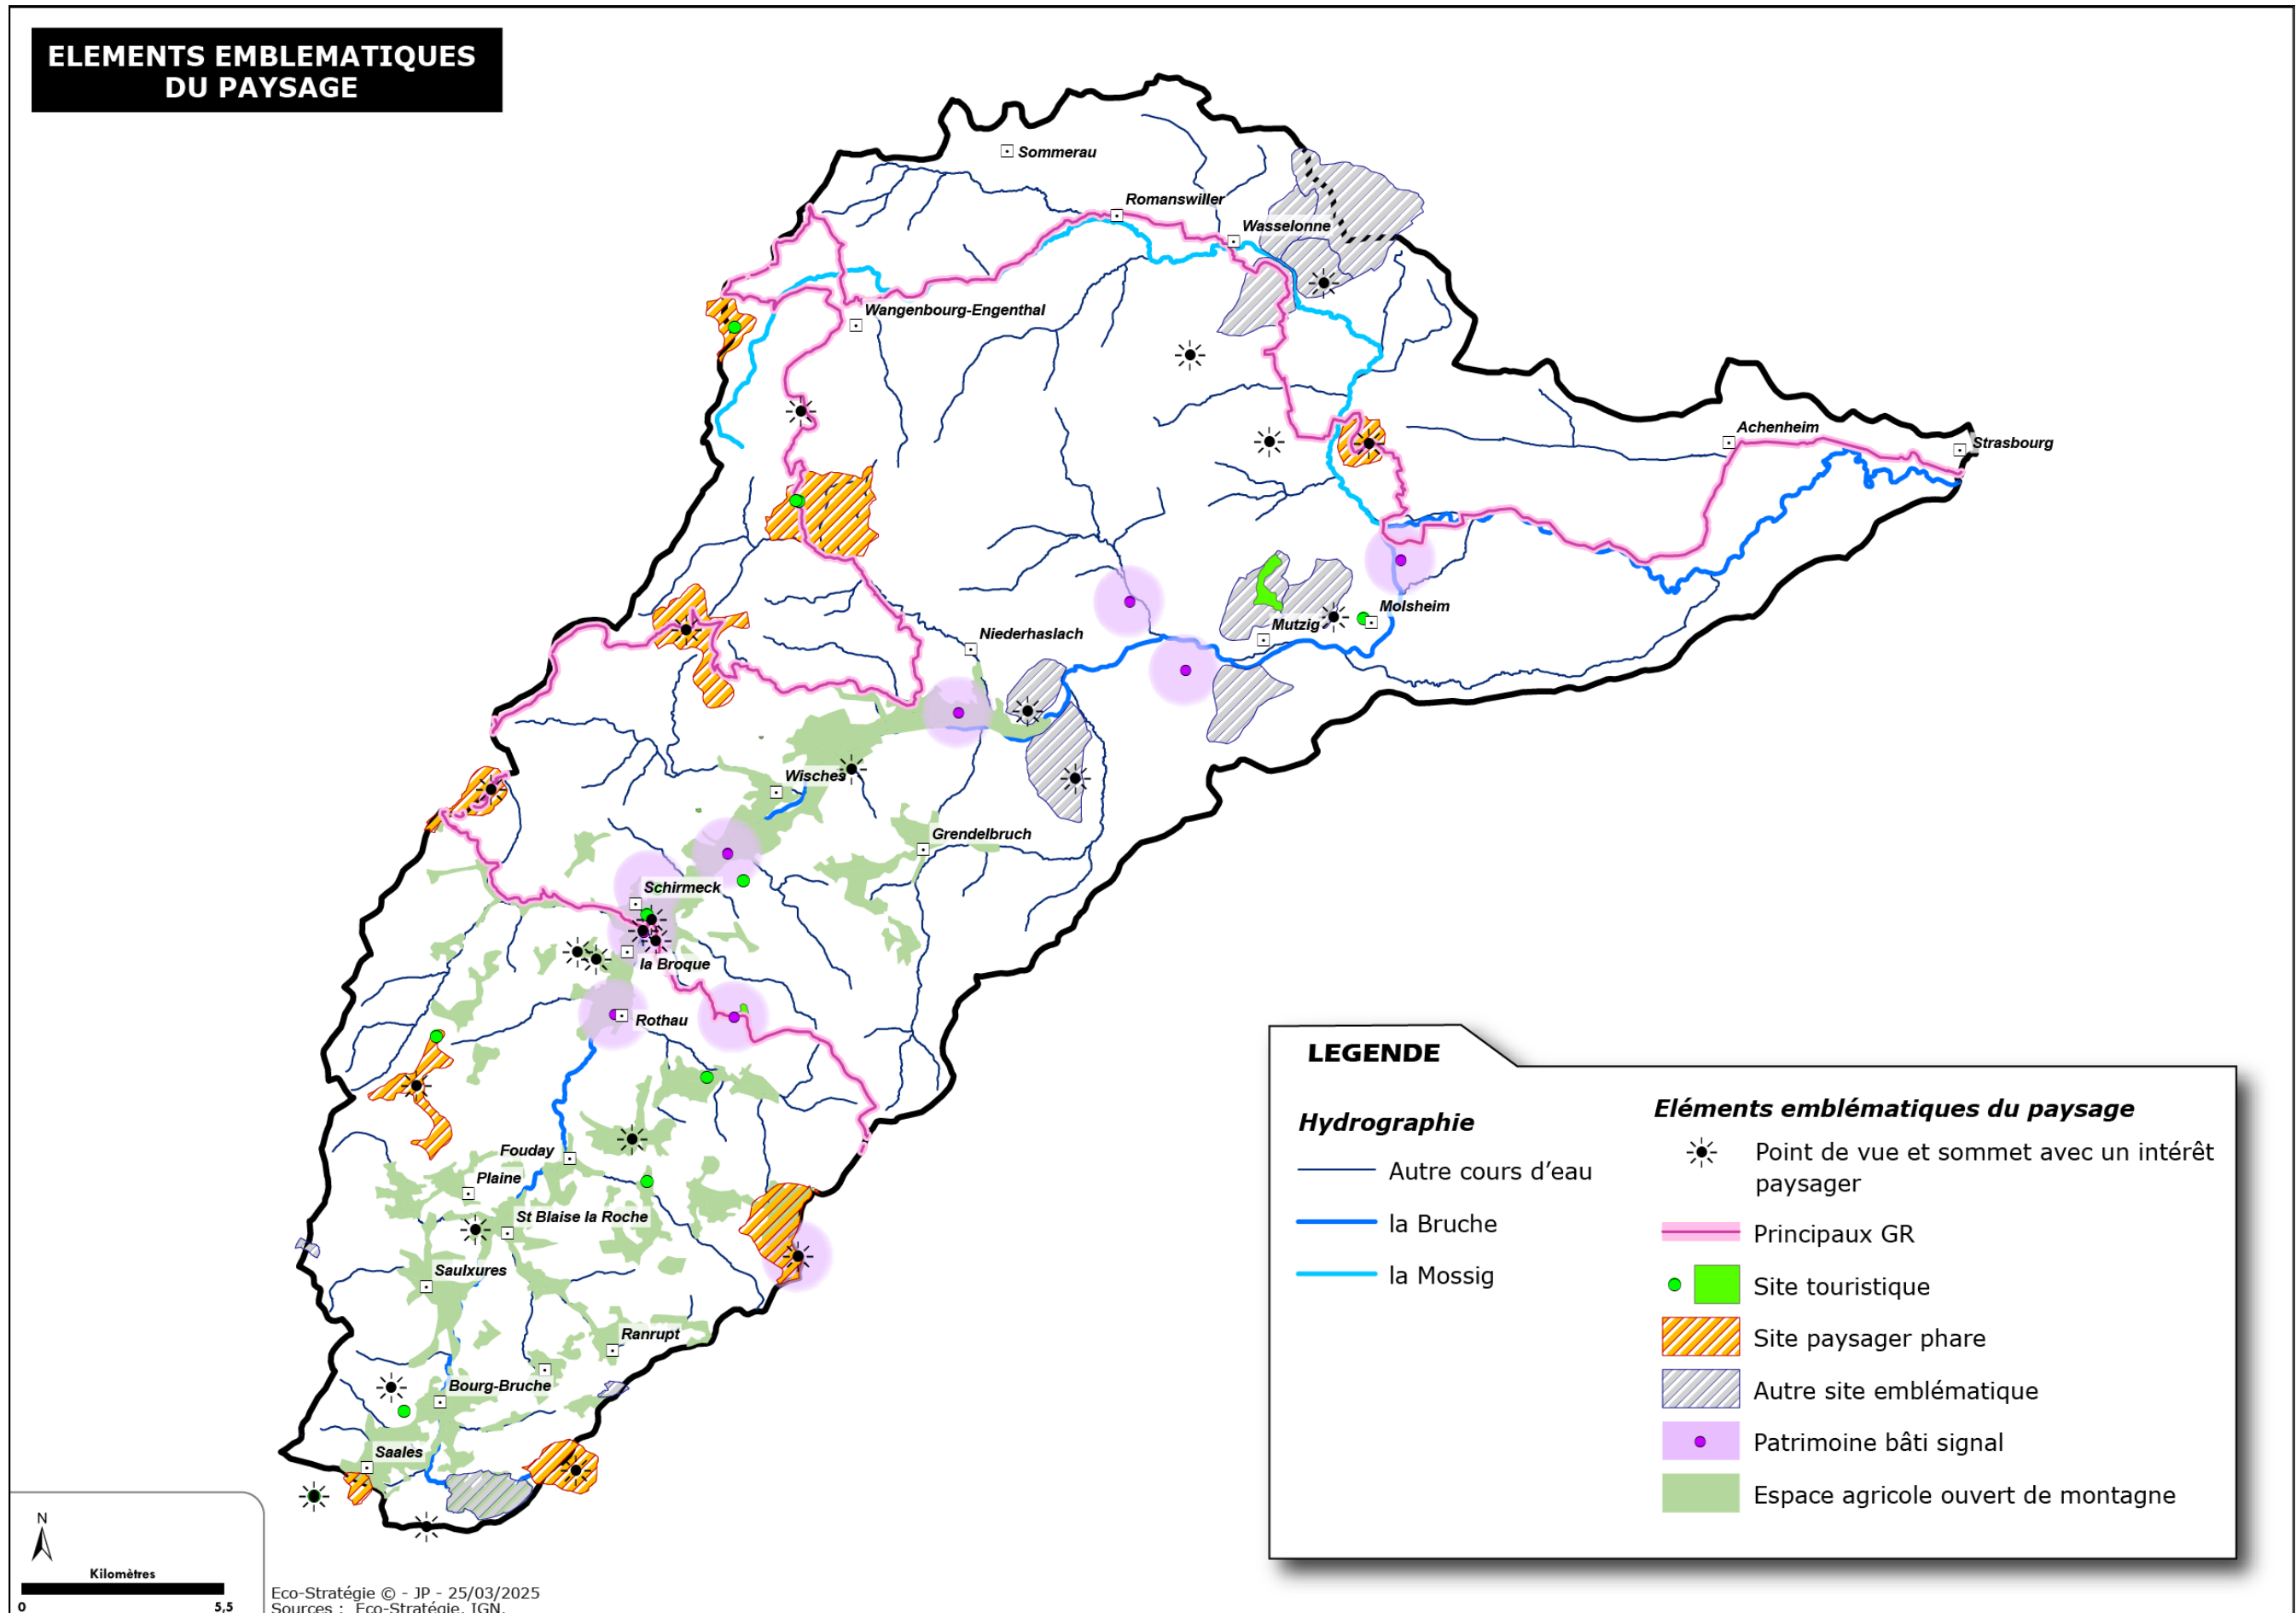 ELEMENTS EMBLEMATIQUES
DU PAYSAGE
Sommerau
Romanswiller
Wasselonne
Wangenbourg-Engenthal
Achenheim
Strasbourg
Molsheim
Mutzig
Niederhaslach
Wisches
Grendelbruch
Schirmeck
la Broque
Rothau
Fouday
Plaine
St Blaise la Roche
Saulxures
Ranrupt
Bourg-Bruche
Saales
LEGENDE
Hydrographie
Autre cours d’eau
la Bruche
la Mossig
Eléments emblématiques du paysage
Point de vue et sommet avec un intérêt
paysager
Principaux GR
Site touristique
Site paysager phare
Autre site emblématique
Patrimoine bâti signal
Espace agricole ouvert de montagne
N
Kilomètres
0 5,5
Eco-Stratégie © - JP - 25/03/2025
Sources : Eco-Stratégie, IGN,